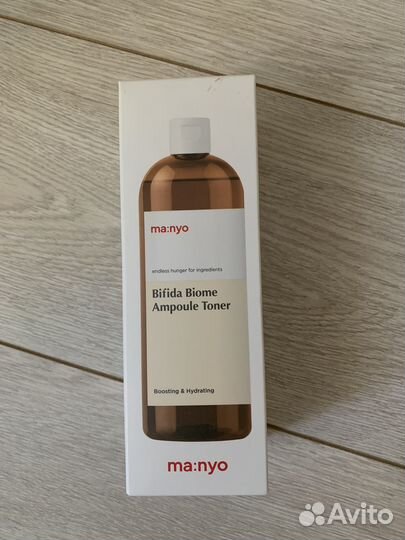 ma:nyo
endless hunger for ingredients
Bifida Biome
Ampoule Toner
Boosting & Hydrating
ma:nyo
Avito